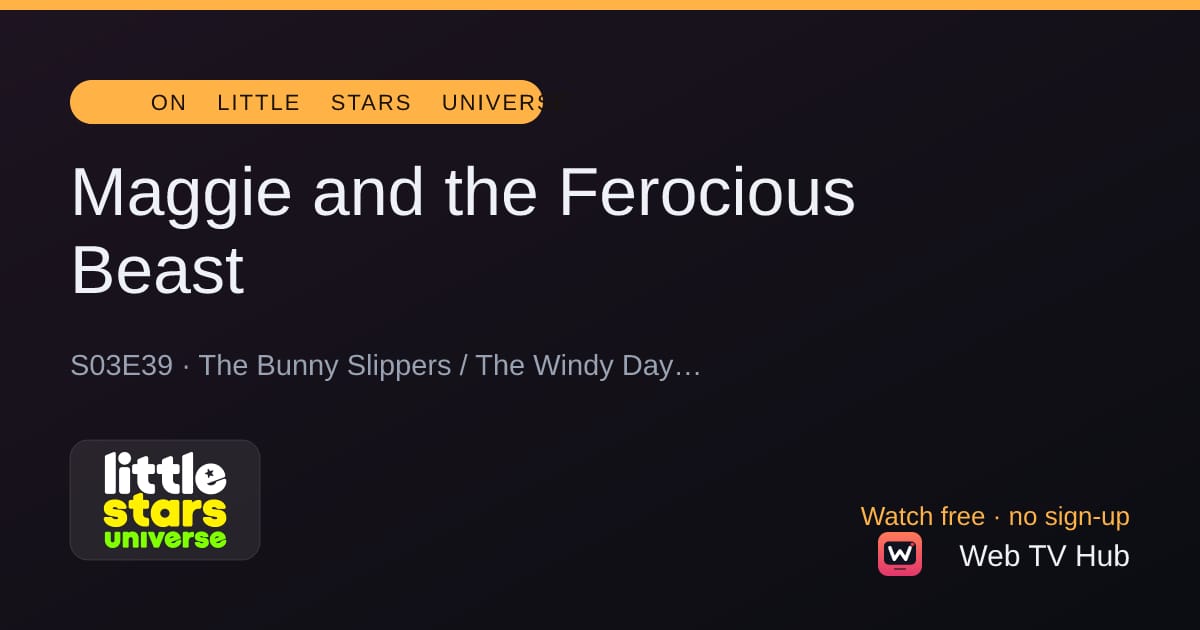 ON LITTLE STARS UNIVERSE
Maggie and the Ferocious
Beast
S03E39 · The Bunny Slippers / The Windy Day…
little
stars
universe
Watch free · no sign-up
W
Web TV Hub